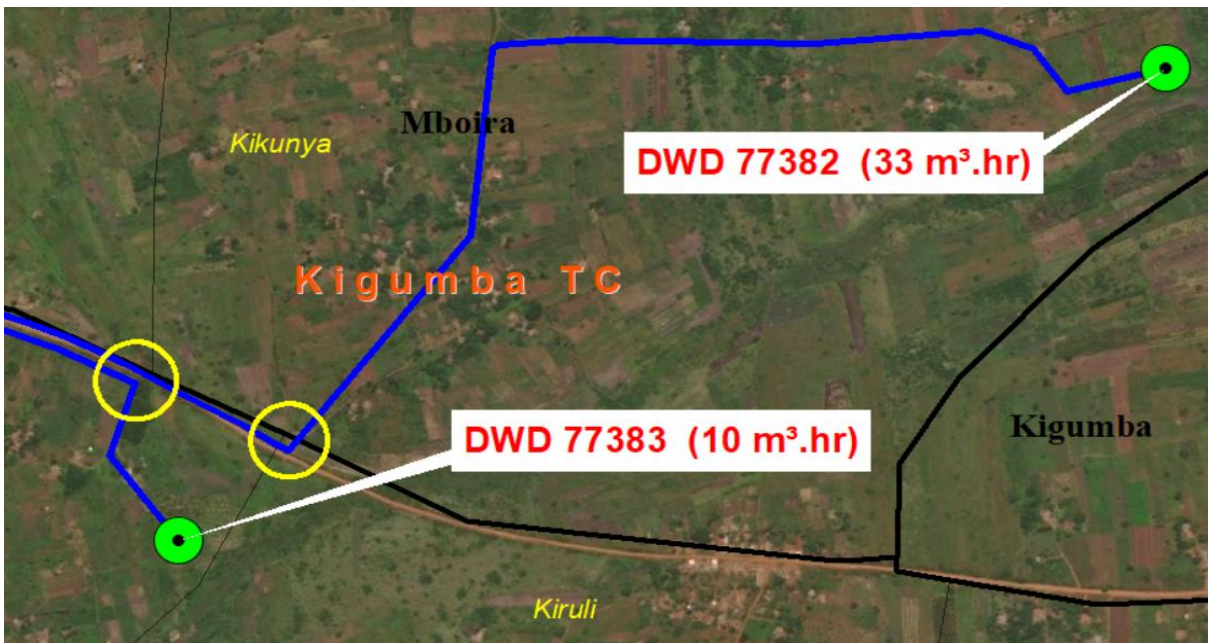 Mboira
Kikunya
DWD 77382 (33 m³.hr)
Kigumba TC
Kigumba
DWD 77383 (10 m³.hr)
Kiruli